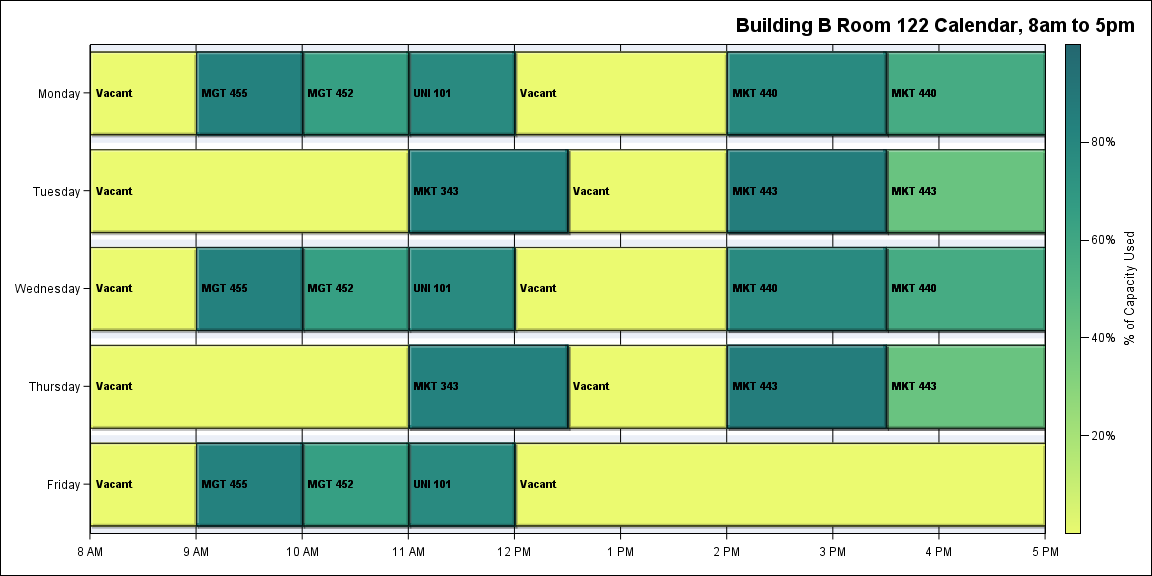 Building B Room 122 Calendar, 8am to 5pm
Monday
Vacant
MGT 455
MGT 452
UNI 101
Vacant
MKT 440
MKT 440
Tuesday
Vacant
MKT 343
Vacant
MKT 443
MKT 443
Wednesday
Vacant
MGT 455
MGT 452
UNI 101
Vacant
MKT 440
MKT 440
Thursday
Vacant
MKT 343
Vacant
MKT 443
MKT 443
Friday
Vacant
MGT 455
MGT 452
UNI 101
Vacant
8 AM
9 AM
10 AM
11 AM
12 PM
1 PM
2 PM
3 PM
4 PM
5 PM
80%
60%
40%
20%
% of Capacity Used